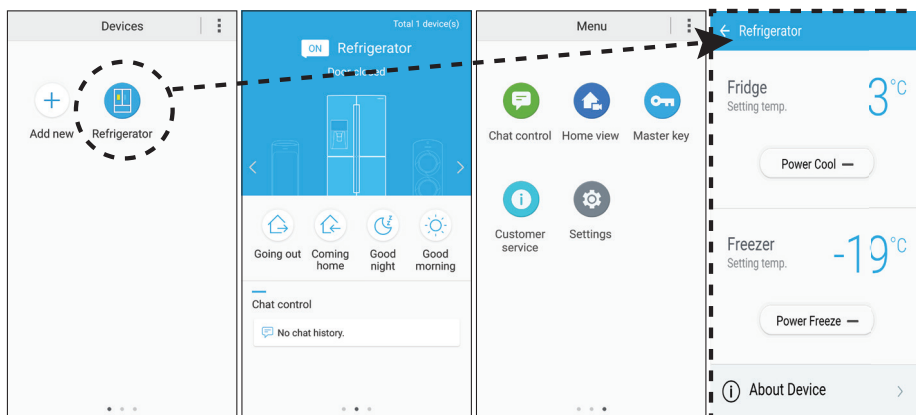 Devices
Add new
Refrigerator
Total 1 device(s)
ON Refrigerator
Door closed
Going out
Coming
home
Good
night
Good
morning
Chat control
No chat history.
Menu
Chat control
Home view
Master key
Customer
service
Settings
Refrigerator
Fridge
Setting temp.
3°C
Power Cool
Freezer
Setting temp.
-19°C
Power Freeze
About Device